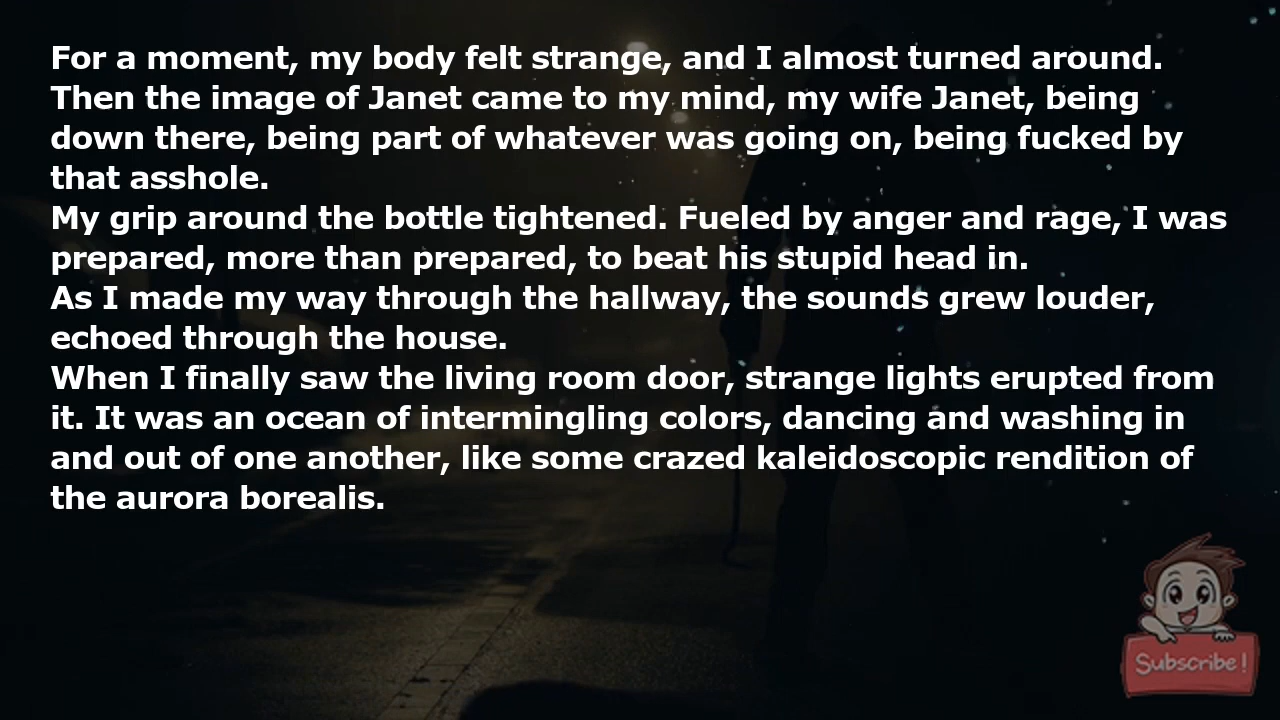 For a moment, my body felt strange, and I almost turned around.
Then the image of Janet came to my mind, my wife Janet, being
down there, being part of whatever was going on, being fucked by
that asshole.
My grip around the bottle tightened. Fueled by anger and rage, I was
prepared, more than prepared, to beat his stupid head in.
As I made my way through the hallway, the sounds grew louder,
echoed through the house.
When I finally saw the living room door, strange lights erupted from
it. It was an ocean of intermingling colors, dancing and washing in
and out of one another, like some crazed kaleidoscopic rendition of
the aurora borealis.
Subscribe!